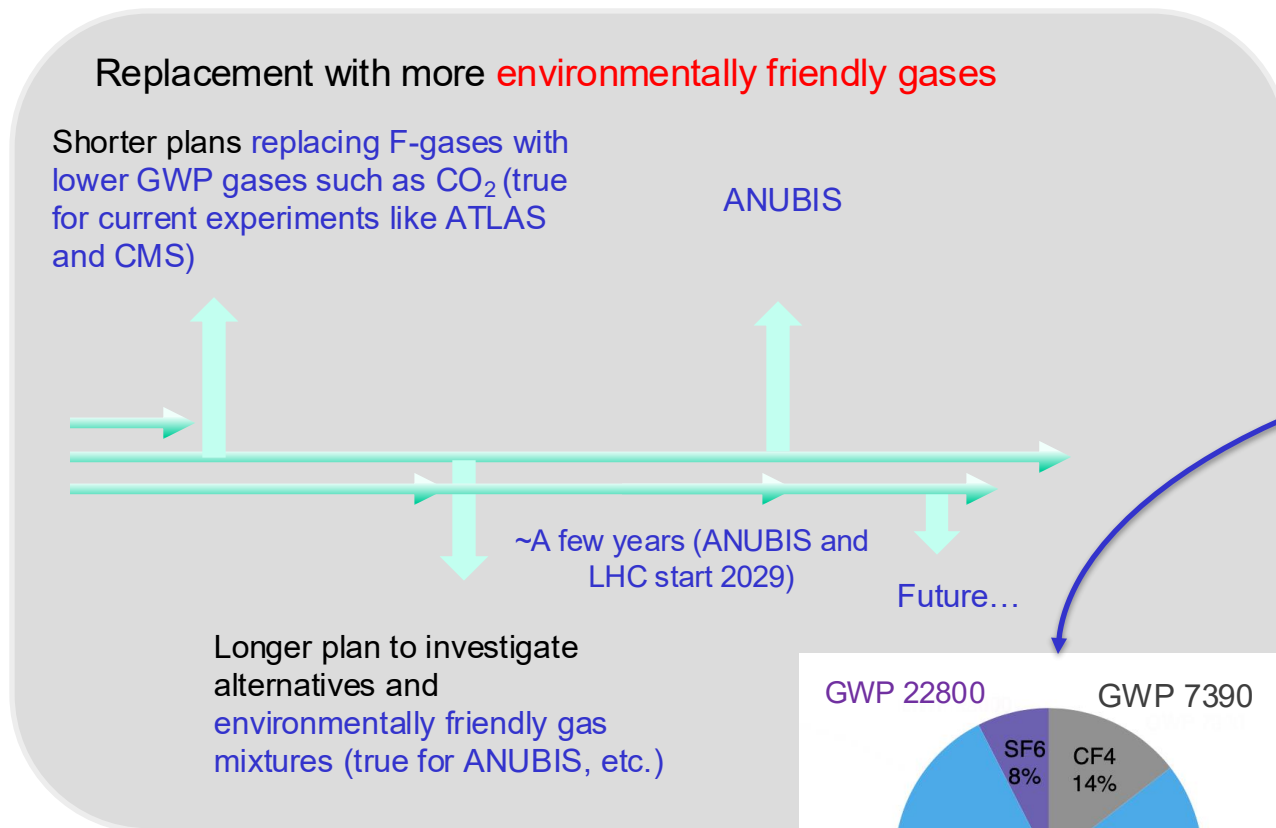 Replacement with more environmentally friendly gases
Shorter plans replacing F-gases with
lower GWP gases such as CO₂ (true
for current experiments like ATLAS
and CMS)
ANUBIS
~A few years (ANUBIS and
LHC start 2029)
Future…
Longer plan to investigate
alternatives and
environmentally friendly gas
mixtures (true for ANUBIS, etc.)
GWP 22800
GWP 7390
SF6
8%
CF4
14%